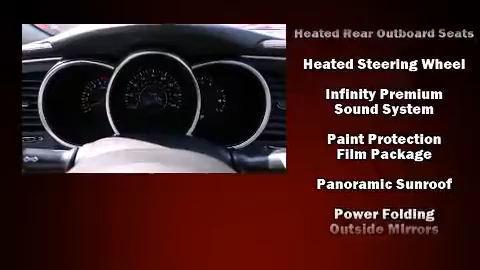 Heated Rear Outboard Seats
Heated Steering Wheel
Infinity Premium
Sound System
Paint Protection
Film Package
Panoramic Sunroof
Power Folding
Outside Mirrors